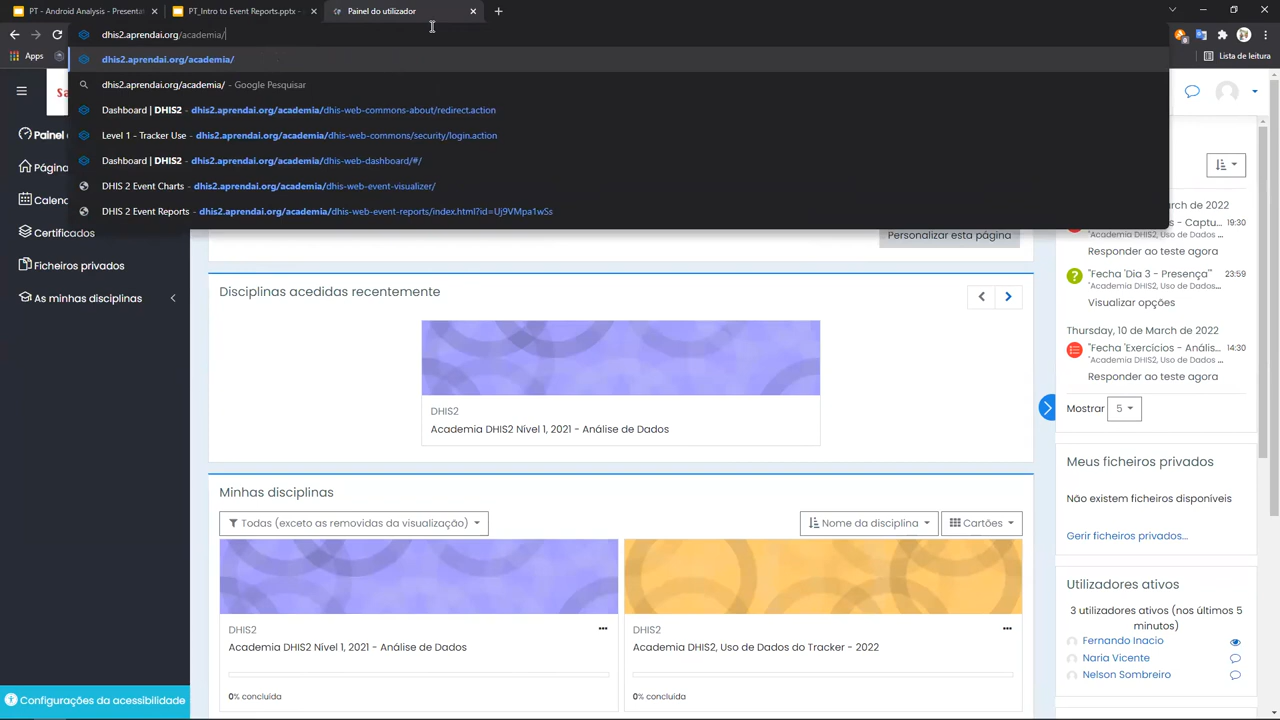 PT - Android Analysis - Presentat
PT_Intro to Event Reports.pptx -
Painel do utilizador
dhis2.aprendai.org/academia/
Apps
Lista de leitura
dhis2.aprendai.org/academia/
dhis2.aprendai.org/academia/ - Google Pesquisar
Dashboard | DHIS2 - dhis2.aprendai.org/academia/dhis-web-commons-about/redirect.action
Level 1 - Tracker Use - dhis2.aprendai.org/academia/dhis-web-commons/security/login.action
Dashboard | DHIS2 - dhis2.aprendai.org/academia/dhis-web-dashboard/#/
DHIS 2 Event Charts - dhis2.aprendai.org/academia/dhis-web-event-visualizer/
DHIS 2 Event Reports - dhis2.aprendai.org/academia/dhis-web-event-reports/index.html?id=Uj9VMpa1wSs
Sa
Painel
Página
Calen
Certificados
Ficheiros privados
As minhas disciplinas
Configurações da acessibilidade
Personalizar esta página
Disciplinas acedidas recentemente
DHIS2
Academia DHIS2 Nível 1, 2021 - Análise de Dados
Minhas disciplinas
Todas (exceto as removidas da visualização)
Nome da disciplina
Cartões
DHIS2
Academia DHIS2 Nível 1, 2021 - Análise de Dados
0% concluída
DHIS2
Academia DHIS2, Uso de Dados do Tracker - 2022
0% concluída
rch de 2022
s - Captu... 19:30
"Academia DHIS2, Uso de Dados ...
Responder ao teste agora
"Fecha 'Dia 3 - Presença'" 23:59
"Academia DHIS2, Uso de Dados ...
Visualizar opções
Thursday, 10 de March de 2022
"Fecha 'Exercicios - Anális... 14:30
"Academia DHIS2, Uso de Dados ...
Responder ao teste agora
Mostrar 5
Meus ficheiros privados
Não existem ficheiros disponíveis
Gerir ficheiros privados...
Utilizadores ativos
3 utilizadores ativos (nos últimos 5
minutos)
Fernando Inacio
Naria Vicente
Nelson Sombreiro